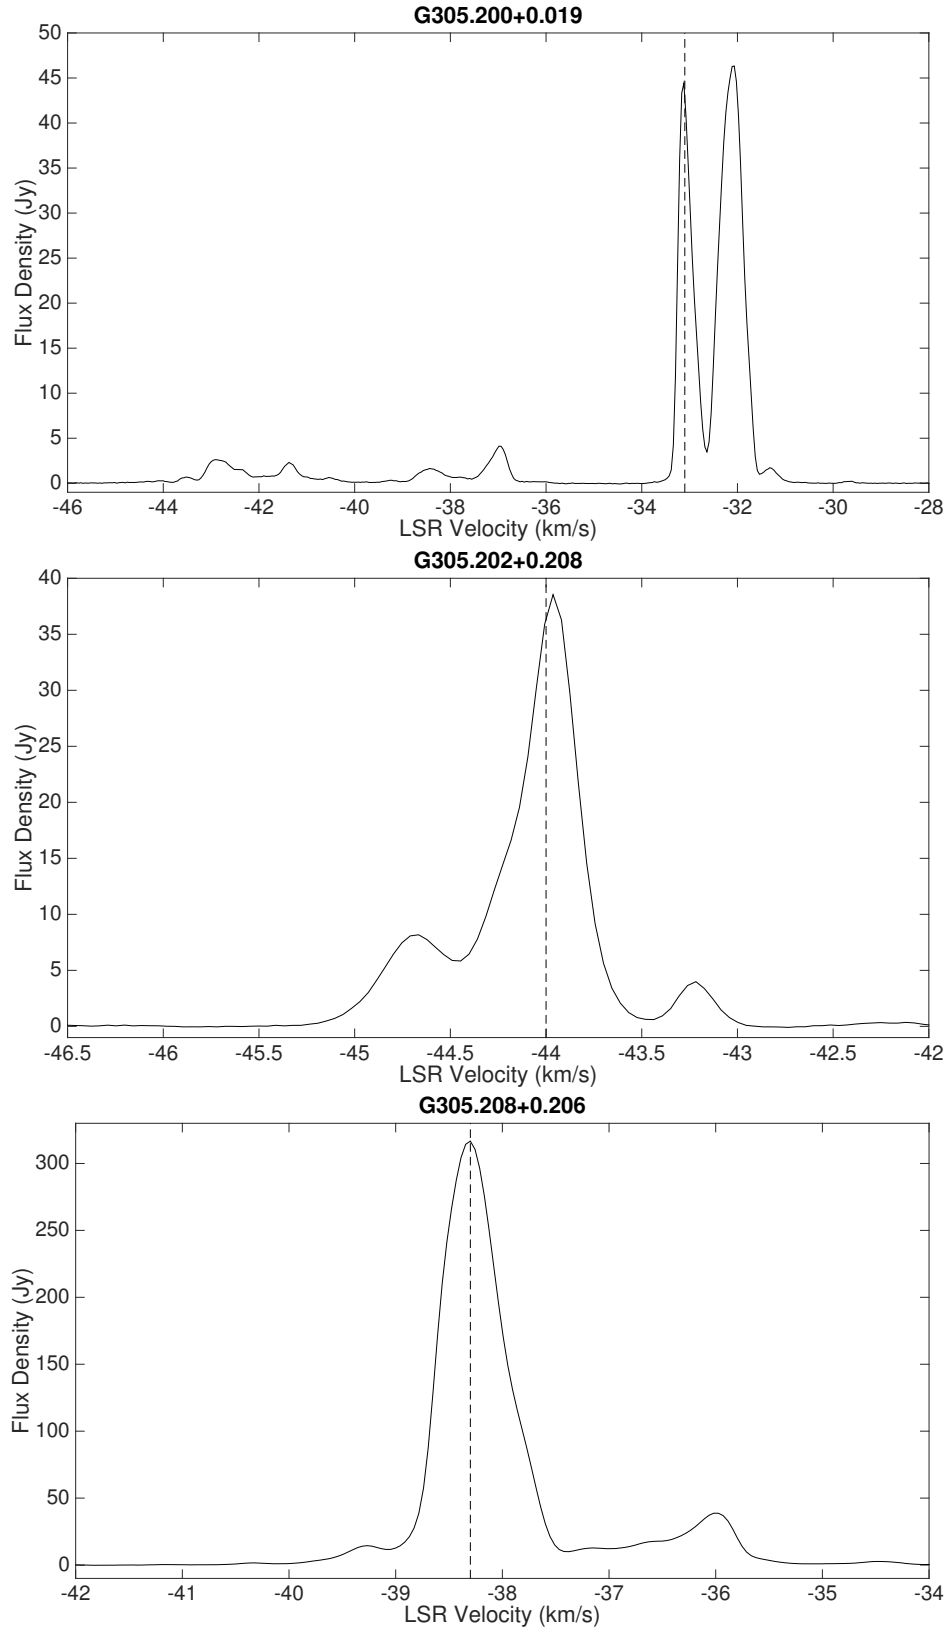 G305.200+0.019
50
45
40
35
30
25
20
15
10
5
0
Flux Density (Jy)
-46 -44 -42 -40 -38 -36 -34 -32 -30 -28
LSR Velocity (km/s)
G305.202+0.208
40
35
30
25
20
15
10
5
0
Flux Density (Jy)
-46.5 -46 -45.5 -45 -44.5 -44 -43.5 -43 -42.5 -42
LSR Velocity (km/s)
G305.208+0.206
300
250
200
150
100
50
0
Flux Density (Jy)
-42 -41 -40 -39 -38 -37 -36 -35 -34
LSR Velocity (km/s)